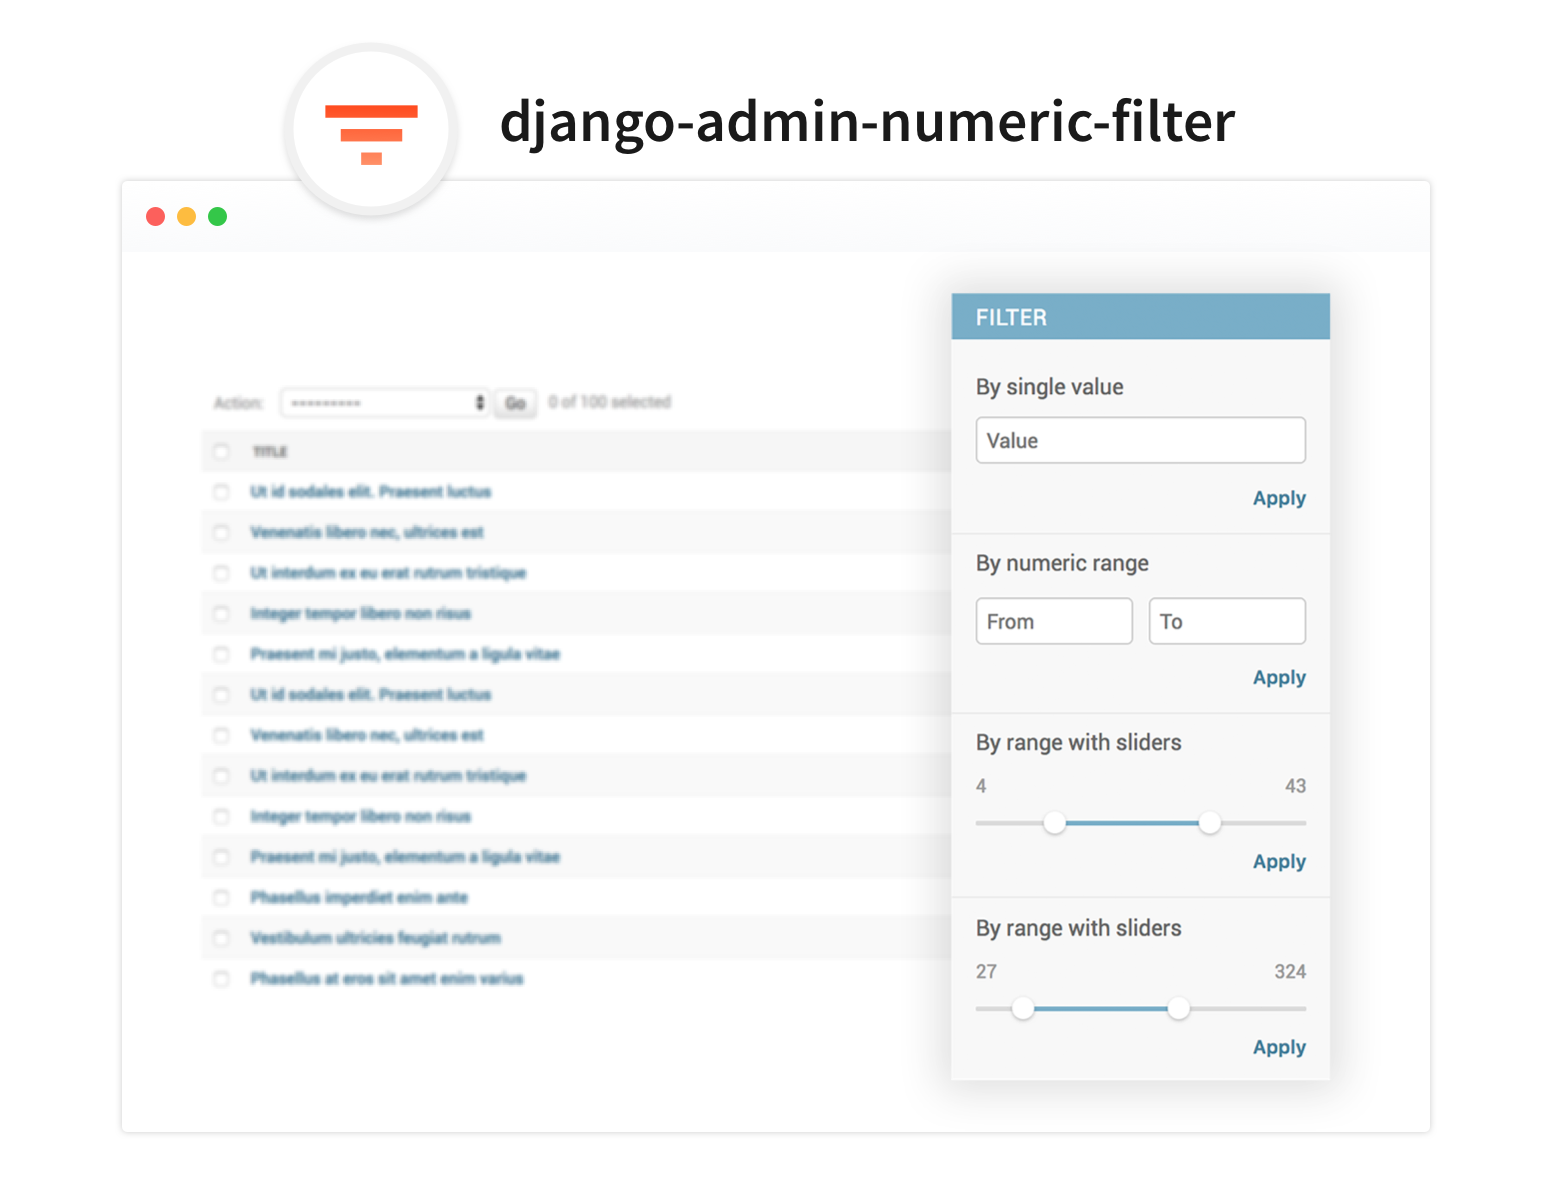 django-admin-numeric-filter
Action: --------- Go 0 of 100 selected
TITLE
Ut id sodales elit. Praesent luctus
Venenatis libero nec, ultrices est
Ut interdum ex eu erat rutrum tristique
Integer tempor libero non risus
Praesent mi justo, elementum a ligula vitae
Ut id sodales elit. Praesent luctus
Venenatis libero nec, ultrices est
Ut interdum ex eu erat rutrum tristique
Integer tempor libero non risus
Praesent mi justo, elementum a ligula vitae
Phasellus imperdiet enim ante
Vestibulum ultricies feugiat rutrum
Phasellus at eros sit amet enim varius
FILTER
By single value
Value
Apply
By numeric range
From To
Apply
By range with sliders
4 43
Apply
By range with sliders
27 324
Apply